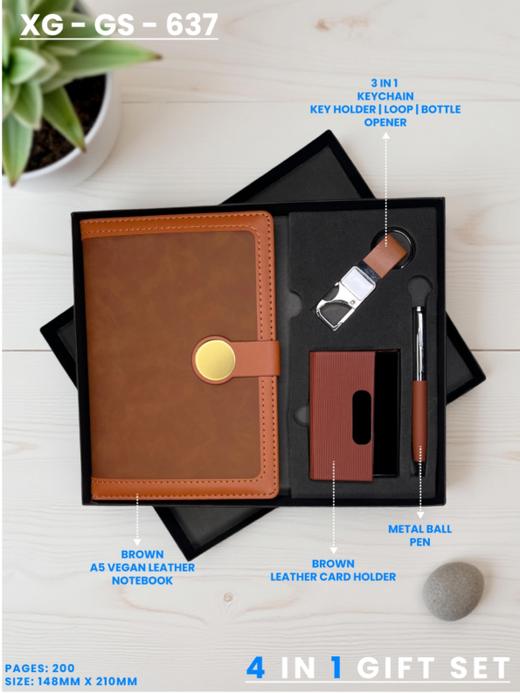 XG - GS - 637
3 IN 1
KEYCHAIN
KEY HOLDER | LOOP | BOTTLE
OPENER
METAL BALL
PEN
BROWN
A5 VEGAN LEATHER
NOTEBOOK
BROWN
LEATHER CARD HOLDER
PAGES: 200
SIZE: 148MM X 210MM
4 IN 1 GIFT SET